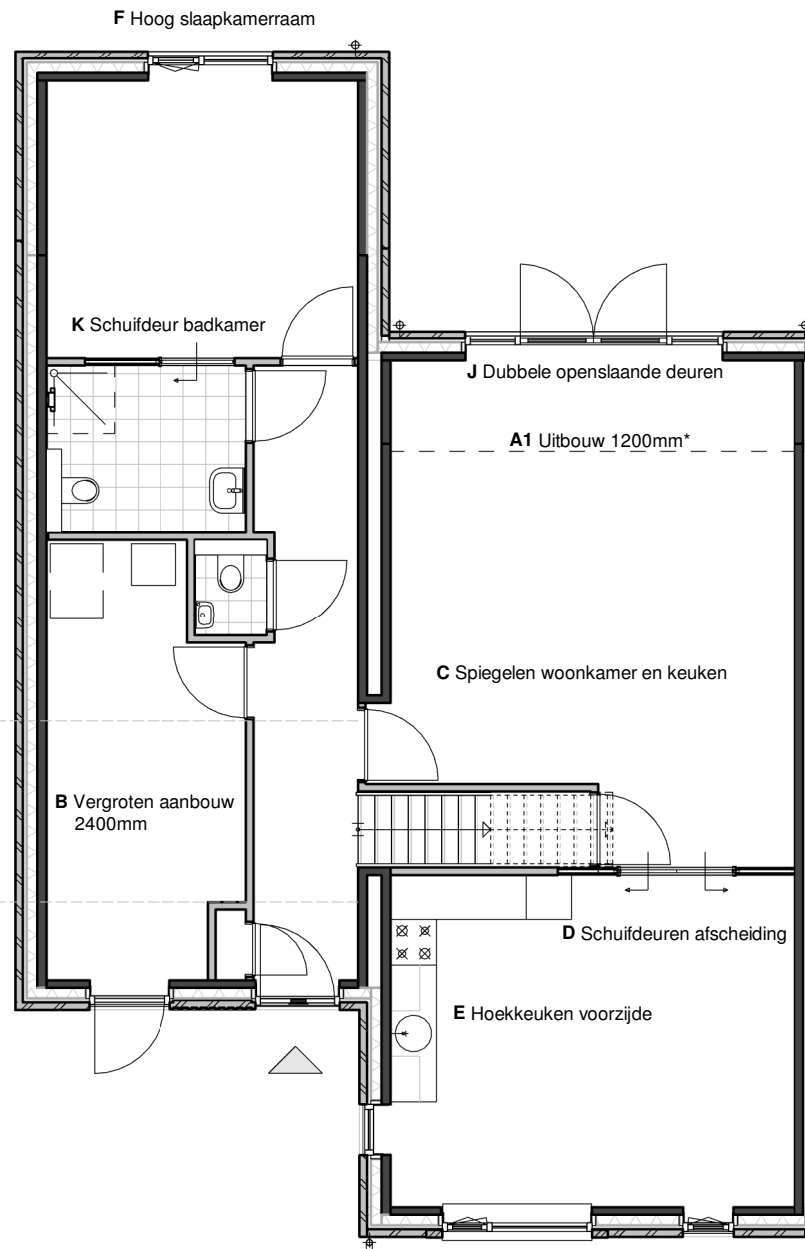 F Hoog slaapkamerraam
K Schuifdeur badkamer
J Dubbele openslaande deuren
A1 Uitbouw 1200mm*
C Spiegelen woonkamer en keuken
B Vergroten aanbouw
2400mm
D Schuifdeuren afscheiding
E Hoekkeuken voorzijde